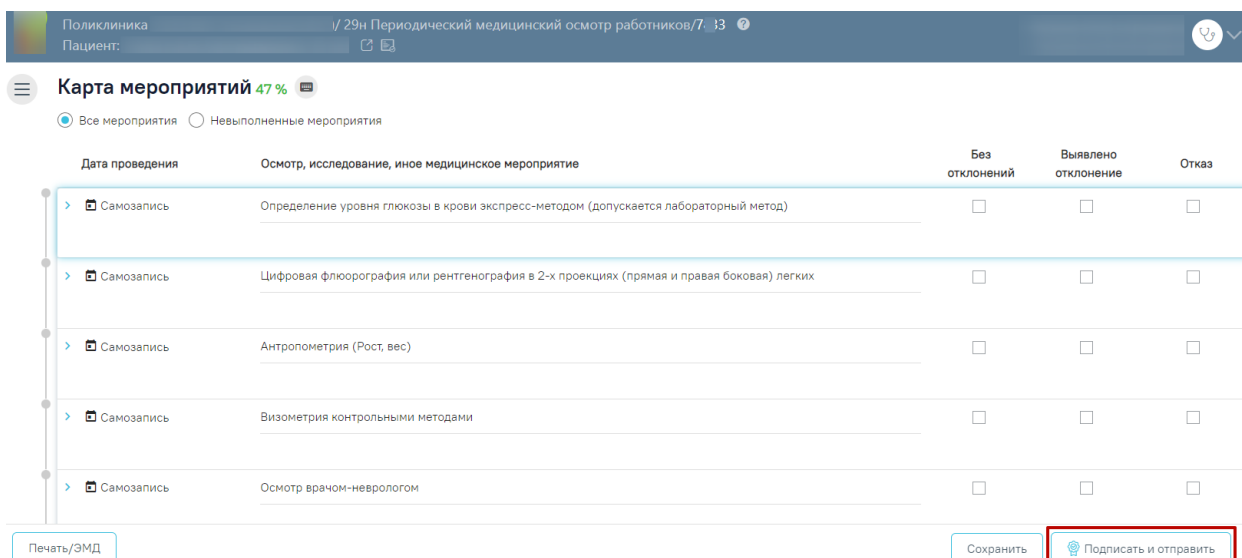 Поликлиника / 29н Периодический медицинский осмотр работников/
Пациент:
Карта мероприятий 47 %
Все мероприятия Невыполненные мероприятия
Дата проведения Осмотр, исследование, иное медицинское мероприятие Без отклонений Выявлено отклонение Отказ
Самозапись Определение уровня глюкозы в крови экспресс-методом (допускается лабораторный метод)
Самозапись Цифровая флюорография или рентгенография в 2-х проекциях (прямая и правая боковая) легких
Самозапись Антропометрия (Рост, вес)
Самозапись Визометрия контрольными методами
Самозапись Осмотр врачом-неврологом
Печать/ЭМД Сохранить Подписать и отправить